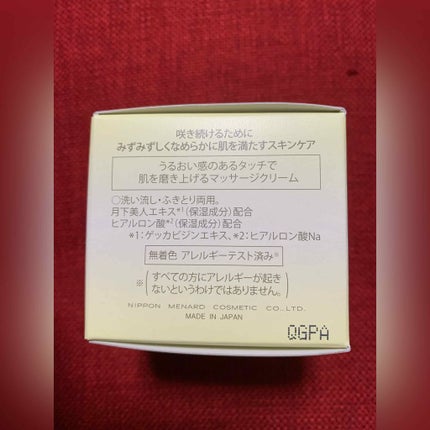 咲き続けるために
みずみずしくなめらかに肌を満たすスキンケア
うるおい感のあるタッチで
肌を磨き上げるマッサージクリーム
○洗い流し・ふきとり両用。
月下美人エキス*1(保湿成分)配合
ヒアルロン酸*2(保湿成分)配合
*1:ゲッカビジンエキス、*2:ヒアルロン酸Na
無着色 アレルギーテスト済み※
※(すべての方にアレルギーが起き
ないというわけではありません。)
NIPPON MENARD COSMETIC CO.,LTD.
MADE IN JAPAN
QGPA